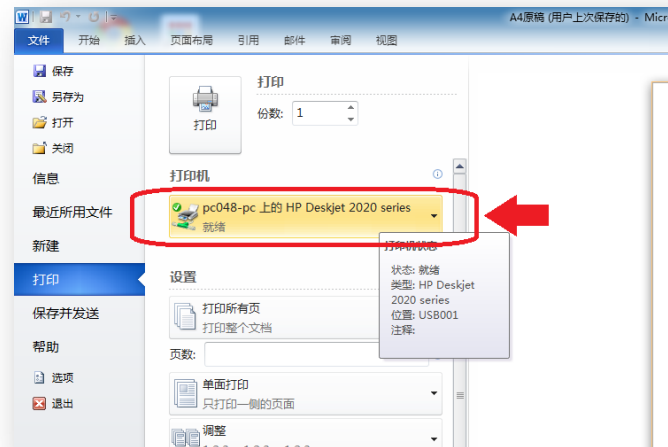 A4原稿 (用户上次保存的) - Micr
文件 开始 插入 页面布局 引用 邮件 审阅 视图
保存
另存为
打开
关闭
信息
最近所用文件
新建
打印
保存并发送
帮助
选项
退出
打印
打印
份数: 1
打印机
pc048-pc 上的 HP Deskjet 2020 series
就绪
打印机状态
状态: 就绪
类型: HP Deskjet
2020 series
位置: USB001
注释:
设置
打印所有页
打印整个文档
页数:
单面打印
只打印一侧的页面
调整